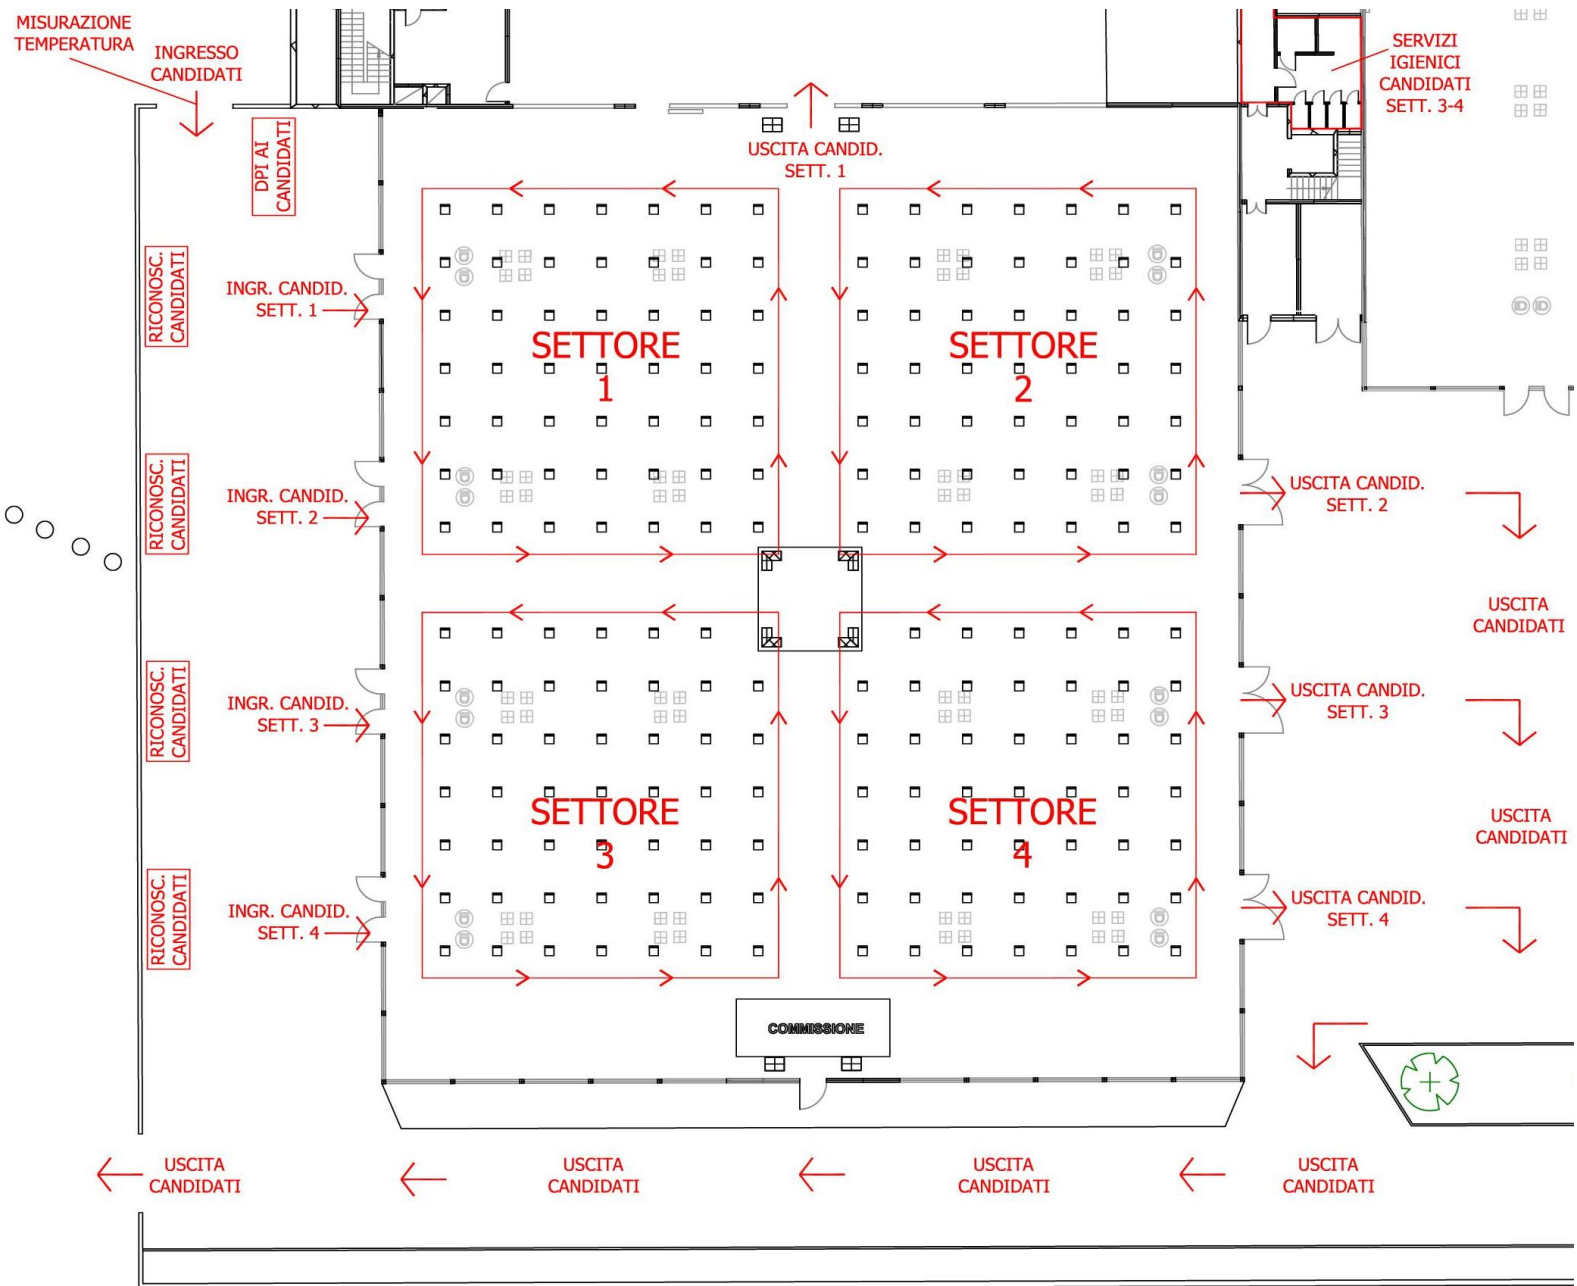 MISURAZIONE
TEMPERATURA
INGRESSO
CANDIDATI
SERVIZI
IGIENICI
CANDIDATI
SETT. 3-4
DPI AI
CANDIDATI
USCITA CANDID.
SETT. 1
RICONOSC.
CANDIDATI
INGR. CANDID.
SETT. 1
SETTORE
1
SETTORE
2
RICONOSC.
CANDIDATI
INGR. CANDID.
SETT. 2
USCITA CANDID.
SETT. 2
USCITA
CANDIDATI
RICONOSC.
CANDIDATI
INGR. CANDID.
SETT. 3
USCITA CANDID.
SETT. 3
SETTORE
3
SETTORE
4
USCITA
CANDIDATI
RICONOSC.
CANDIDATI
INGR. CANDID.
SETT. 4
USCITA CANDID.
SETT. 4
COMMISSIONE
USCITA
CANDIDATI
USCITA
CANDIDATI
USCITA
CANDIDATI
USCITA
CANDIDATI